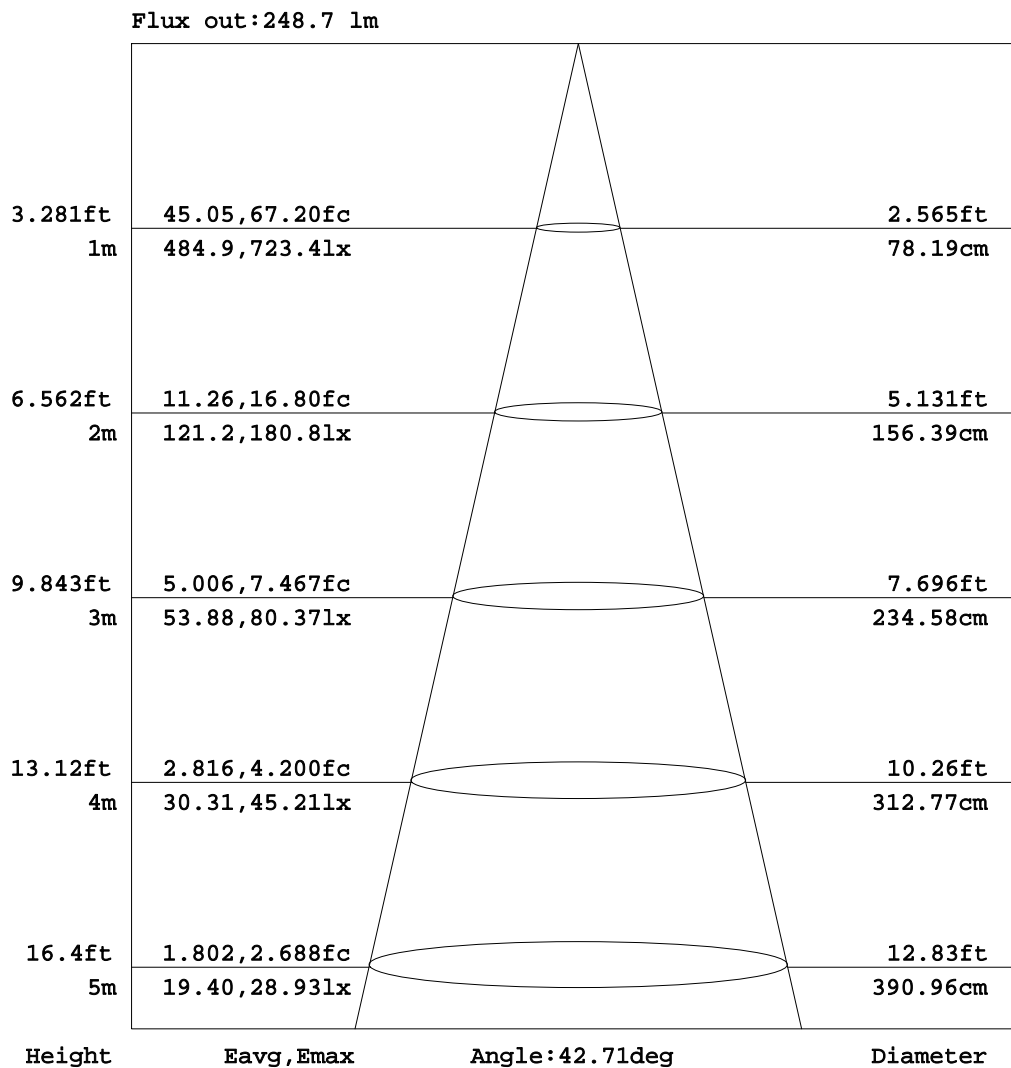 Flux out:248.7 lm
3.281ft 45.05,67.20fc 2.565ft
1m 484.9,723.4lx 78.19cm
6.562ft 11.26,16.80fc 5.131ft
2m 121.2,180.8lx 156.39cm
9.843ft 5.006,7.467fc 7.696ft
3m 53.88,80.37lx 234.58cm
13.12ft 2.816,4.200fc 10.26ft
4m 30.31,45.21lx 312.77cm
16.4ft 1.802,2.688fc 12.83ft
5m 19.40,28.93lx 390.96cm
Height Eavg,Emax Angle:42.71deg Diameter